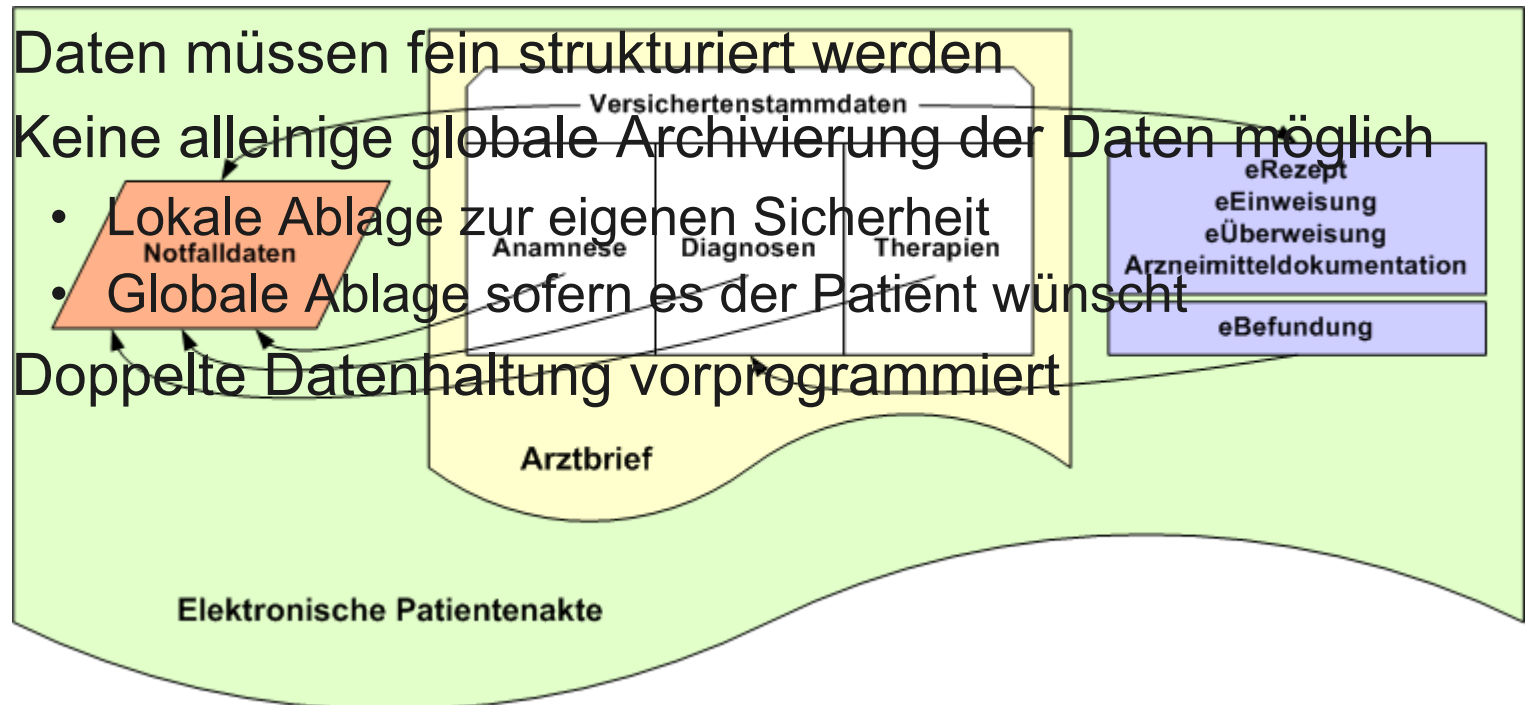 Daten müssen fein strukturiert werden
Keine alleinige globale Archivierung der Daten möglich
• Lokale Ablage zur eigenen Sicherheit
• Globale Ablage sofern es der Patient wünscht
Doppelte Datenhaltung vorprogrammiert
Versichertenstammdaten
Notfalldaten
Anamnese
Diagnosen
Therapien
eRezept
eEinweisung
eÜberweisung
Arzneimitteldokumentation
eBefundung
Arztbrief
Elektronische Patientenakte